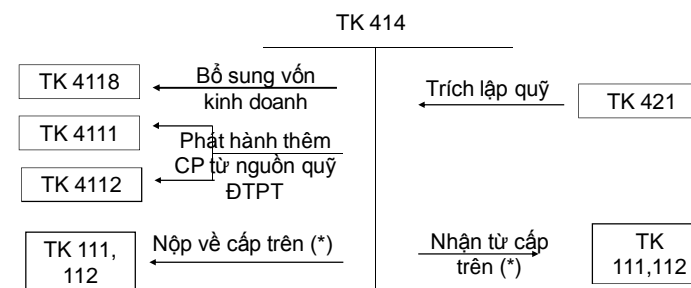 TK 414
TK 4118
Bổ sung vốn
kinh doanh
Trích lập quỹ
TK 421
TK 4111
Phát hành thêm
CP từ nguồn quỹ
ĐTPT
TK 4112
TK 111,
112
Nộp về cấp trên (*)
Nhận từ cấp
trên (*)
TK
111,112